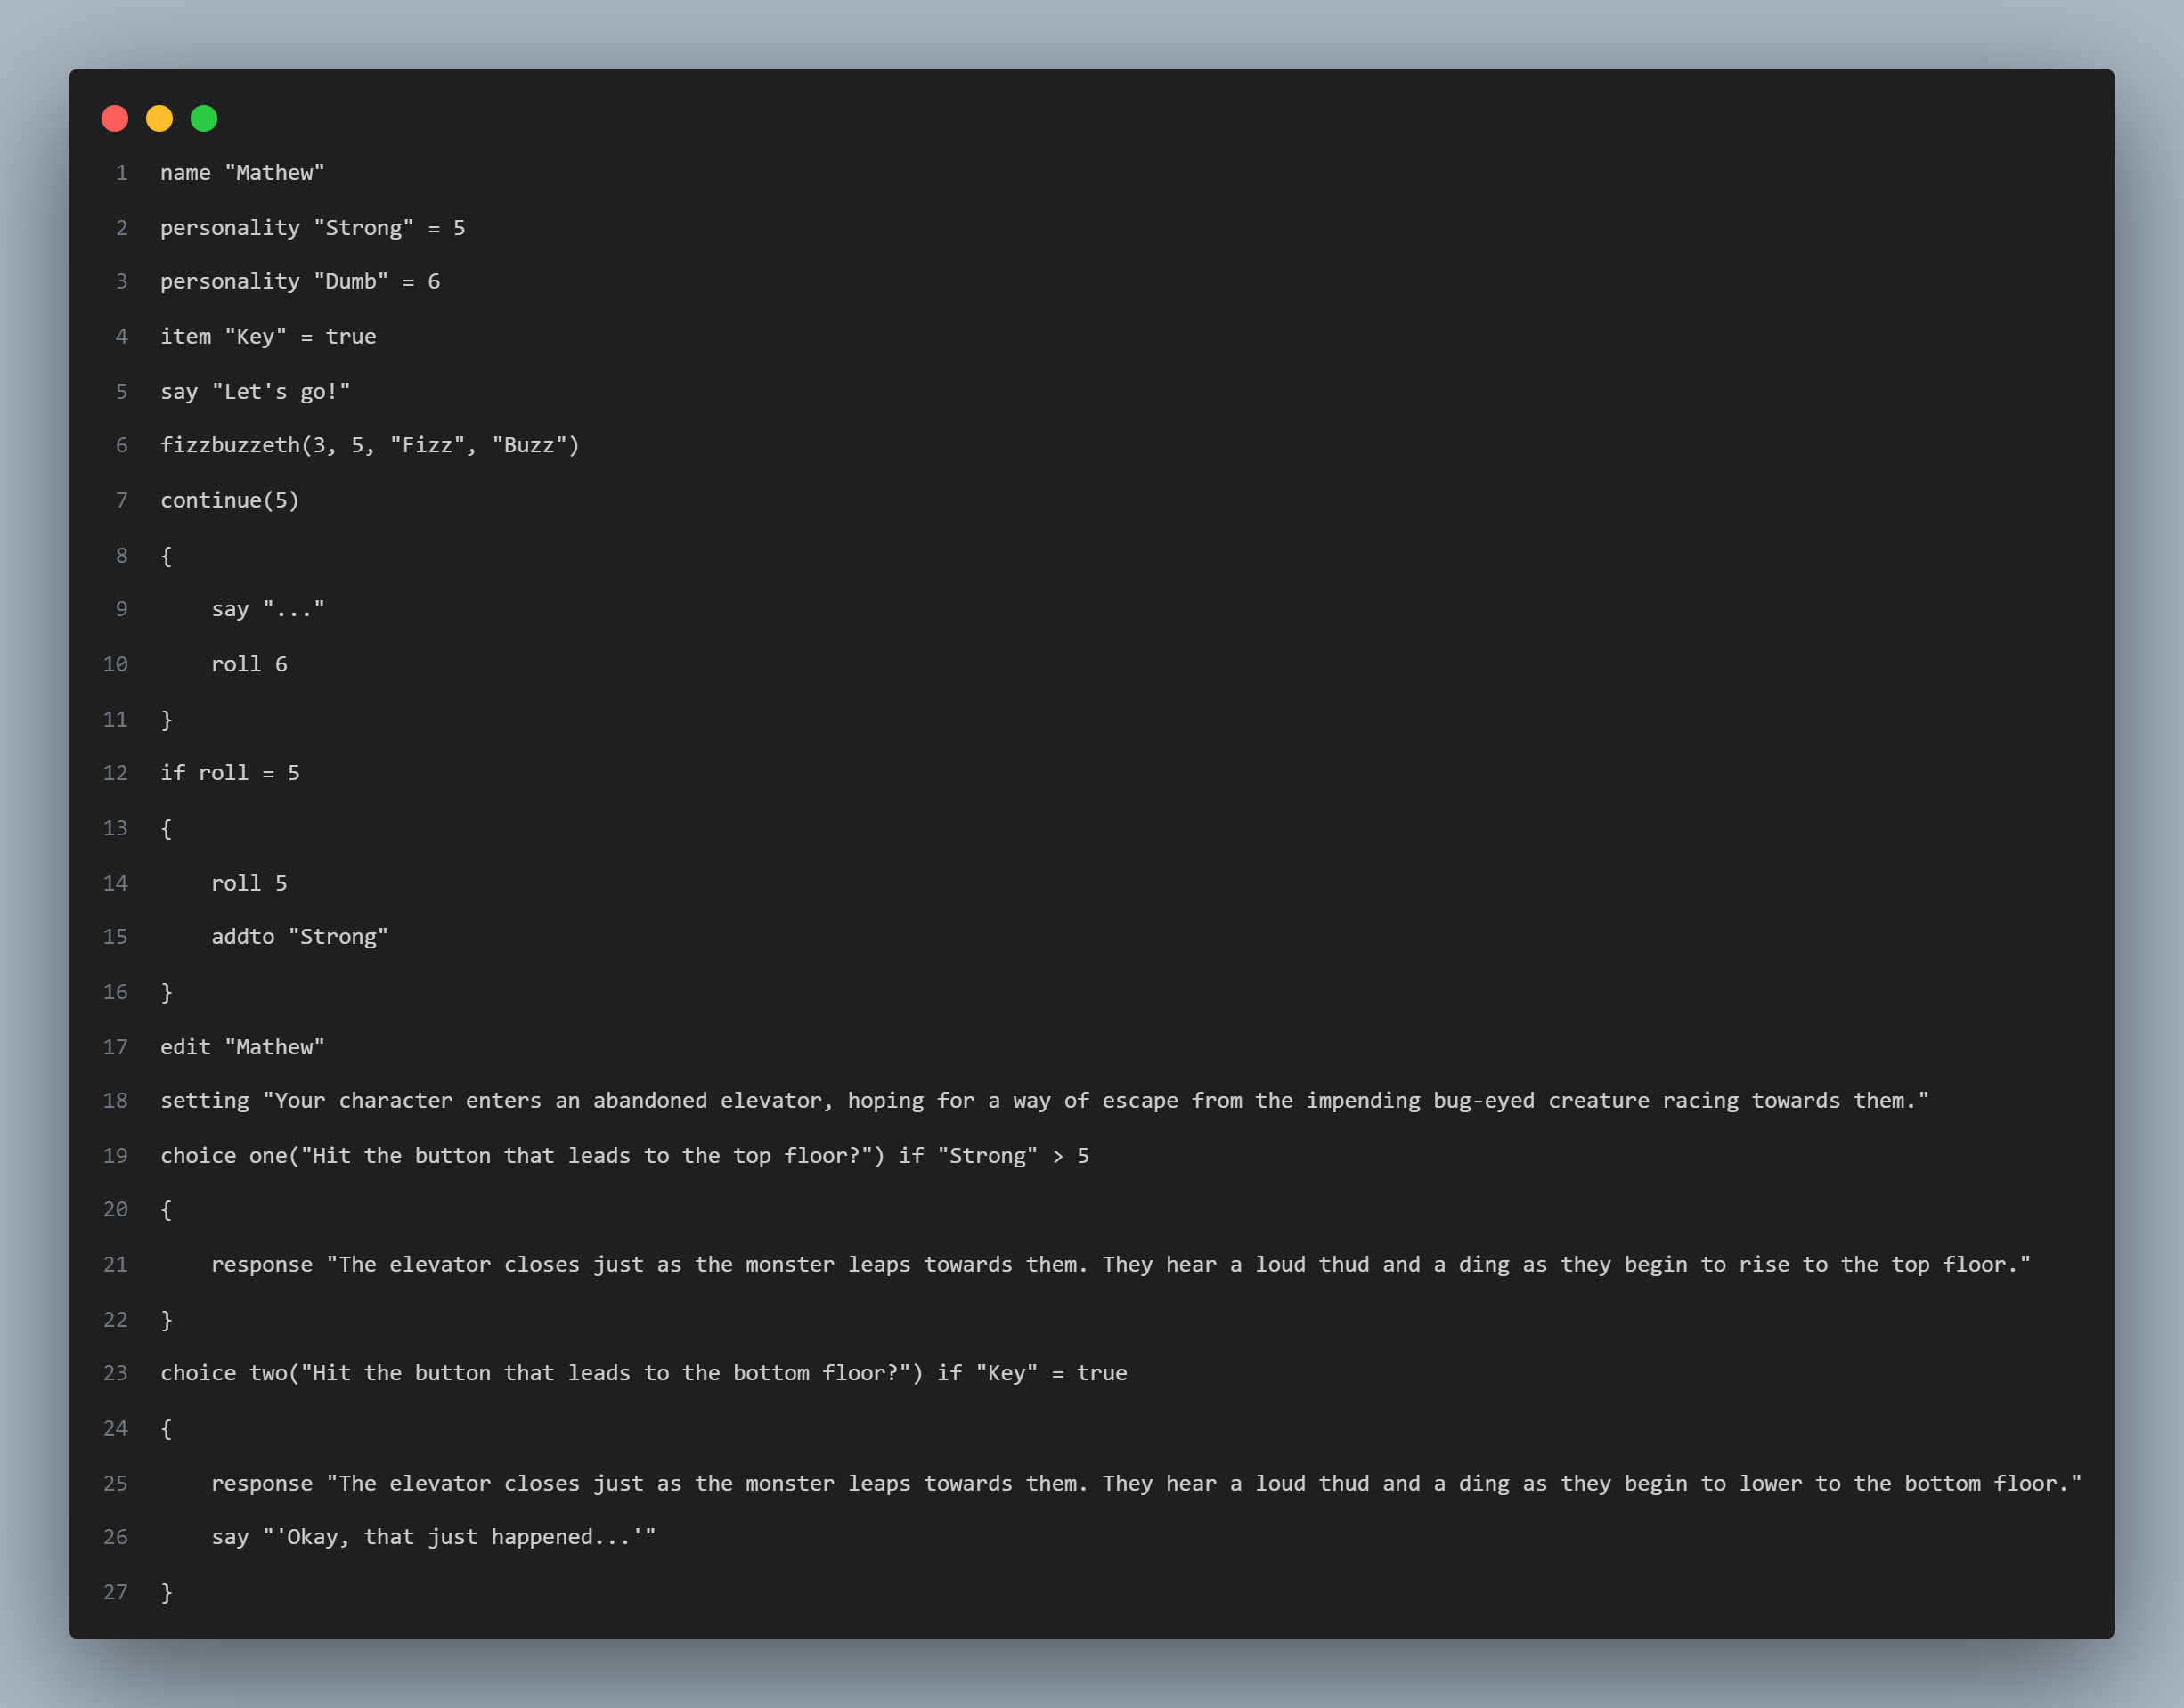 1 name "Mathew"
2 personality "Strong" = 5
3 personality "Dumb" = 6
4 item "Key" = true
5 say "Let's go!"
6 fizzbuzzeth(3, 5, "Fizz", "Buzz")
7 continue(5)
8 {
9     say "..."
10     roll 6
11 }
12 if roll = 5
13 {
14     roll 5
15     addto "Strong"
16 }
17 edit "Mathew"
18 setting "Your character enters an abandoned elevator, hoping for a way of escape from the impending bug-eyed creature racing towards them."
19 choice one("Hit the button that leads to the top floor?") if "Strong" > 5
20 {
21     response "The elevator closes just as the monster leaps towards them. They hear a loud thud and a ding as they begin to rise to the top floor."
22 }
23 choice two("Hit the button that leads to the bottom floor?") if "Key" = true
24 {
25     response "The elevator closes just as the monster leaps towards them. They hear a loud thud and a ding as they begin to lower to the bottom floor."
26     say "'Okay, that just happened...'"
27 }